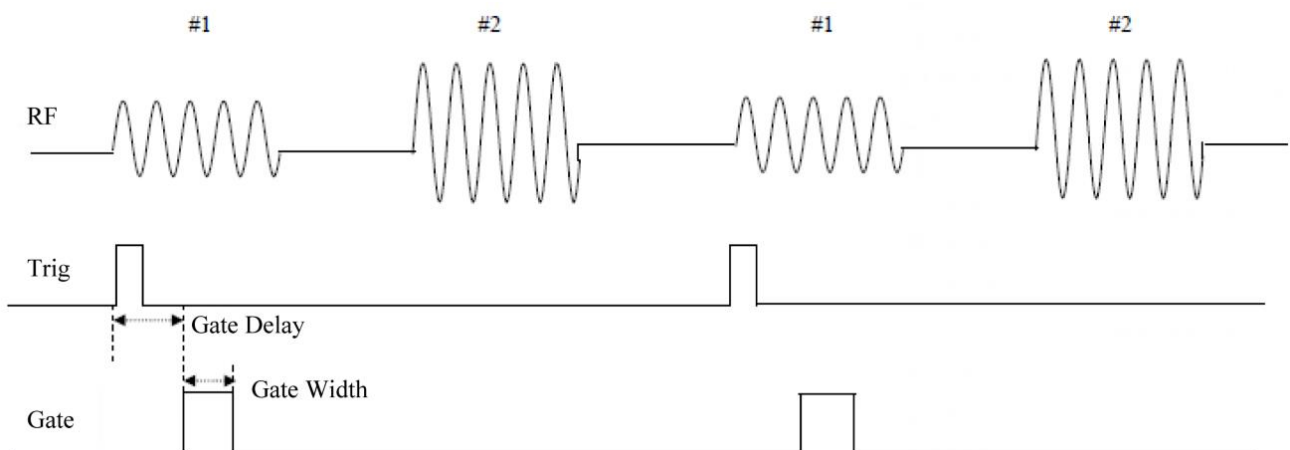 #1 #2 #1 #2
RF
Trig
Gate Delay
Gate Width
Gate